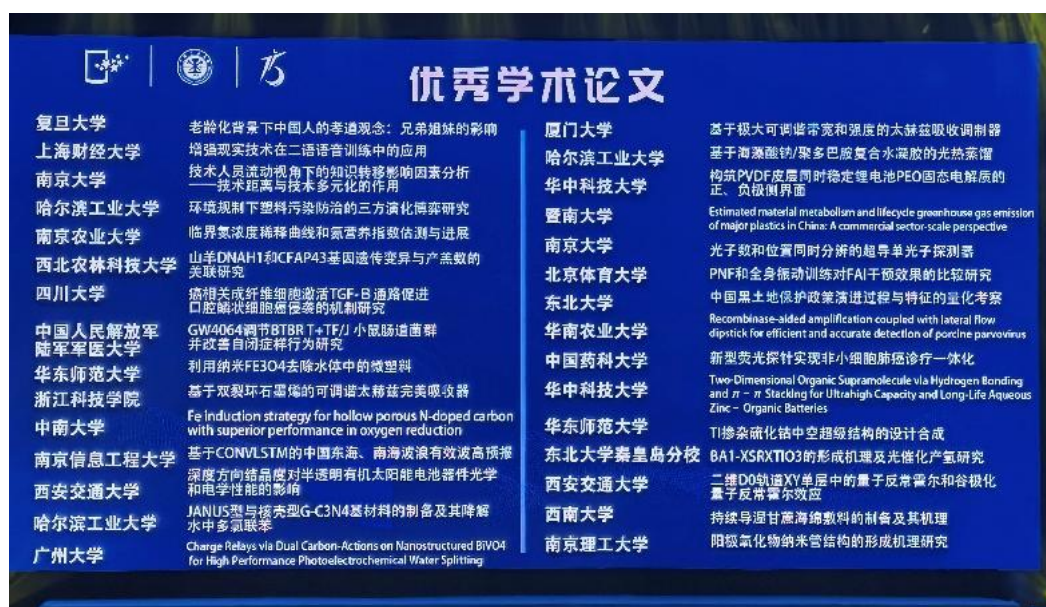 优秀学术论文
复旦大学 老龄化背景下中国人的孝道观念：兄弟姐妹的影响
上海财经大学 增强现实技术在二语语音训练中的应用
南京大学 技术人员流动视角下的知识转移影响因素分析
——技术距离与技术多元化的作用
哈尔滨工业大学 环境规制下塑料污染防治的三方演化博弈研究
南京农业大学 临界氮浓度稀释曲线和氮营养指数估测与进展
西北农林科技大学 山羊DNAH1和CFAP43基因遗传变异与产羔数的
关联研究
四川大学 癌相关成纤维细胞激活TGF-B通路促进
口腔鳞状细胞癌侵袭的机制研究
中国人民解放军
陆军军医大学
GW4064调节BTBR T+TF/J 小鼠肠道菌群
并改善自闭症样行为研究
华东师范大学 利用纳米FE3O4去除水体中的微塑料
浙江科技学院 基于双裂环石墨烯的可调谐太赫兹完美吸收器
中南大学 Fe induction strategy for hollow porous N-doped carbon
with superior performance in oxygen reduction
南京信息工程大学 基于CONVLSTM的中国东海、南海波浪有效波高预报
西安交通大学 深度方向结晶度对半透明有机太阳能电池器件光学
和电学性能的影响
哈尔滨工业大学 JANUS型与核壳型G-C3N4基材料的制备及其降解
水中多氯联苯
广州大学 Charge Relays via Dual Carbon-Actions on Nanostructured BiVO4
for High Performance Photoelectrochemical Water Splitting
厦门大学 基于极大可调谐带宽和强度的太赫兹吸收调制器
哈尔滨工业大学 基于海藻酸钠/聚多巴胺复合水凝胶的光热蒸馏
华中科技大学 构筑PVDF皮层同时稳定锂电池PEO固态电解质的
正、负极侧界面
暨南大学 Estimated material metabolism and lifecycle greenhouse gas emission
of major plastics in China: A commercial sector-scale perspective
南京大学 光子数和位置同时分辨的超导单光子探测器
北京体育大学 PNF和全身振动训练对FAI干预效果的比较研究
东北大学 中国黑土地保护政策演进过程与特征的量化考察
华南农业大学 Recombinase-aided amplification coupled with lateral flow
dipstick for efficient and accurate detection of porcine parvovirus
中国药科大学 新型荧光探针实现非小细胞肺癌诊疗一体化
华中科技大学 Two-Dimensional Organic Supramolecule via Hydrogen Bonding
and π – π Stacking for Ultrahigh Capacity and Long-Life Aqueous
Zinc – Organic Batteries
华东师范大学 TI掺杂硫化钴中空超级结构的设计合成
东北大学秦皇岛分校 BA1-XSRXTIO3的形成机理及光催化产氢研究
西安交通大学 二维D0轨道XY单层中的量子反常霍尔和谷极化
量子反常霍尔效应
西南大学 持续导湿甘蔗海绵敷料的制备及其机理
南京理工大学 阳极氧化物纳米管结构的形成机理研究